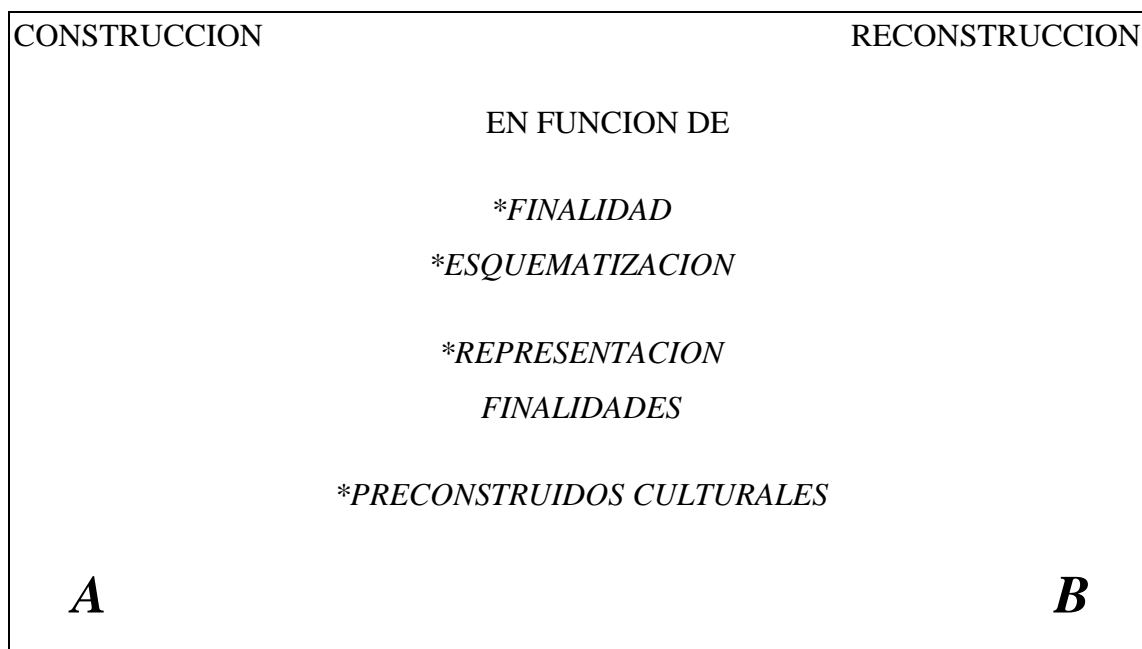 CONSTRUCCION RECONSTRUCCION
EN FUNCION DE
*FINALIDAD
*ESQUEMATIZACION
*REPRESENTACION
FINALIDADES
*PRECONSTRUIDOS CULTURALES
A B